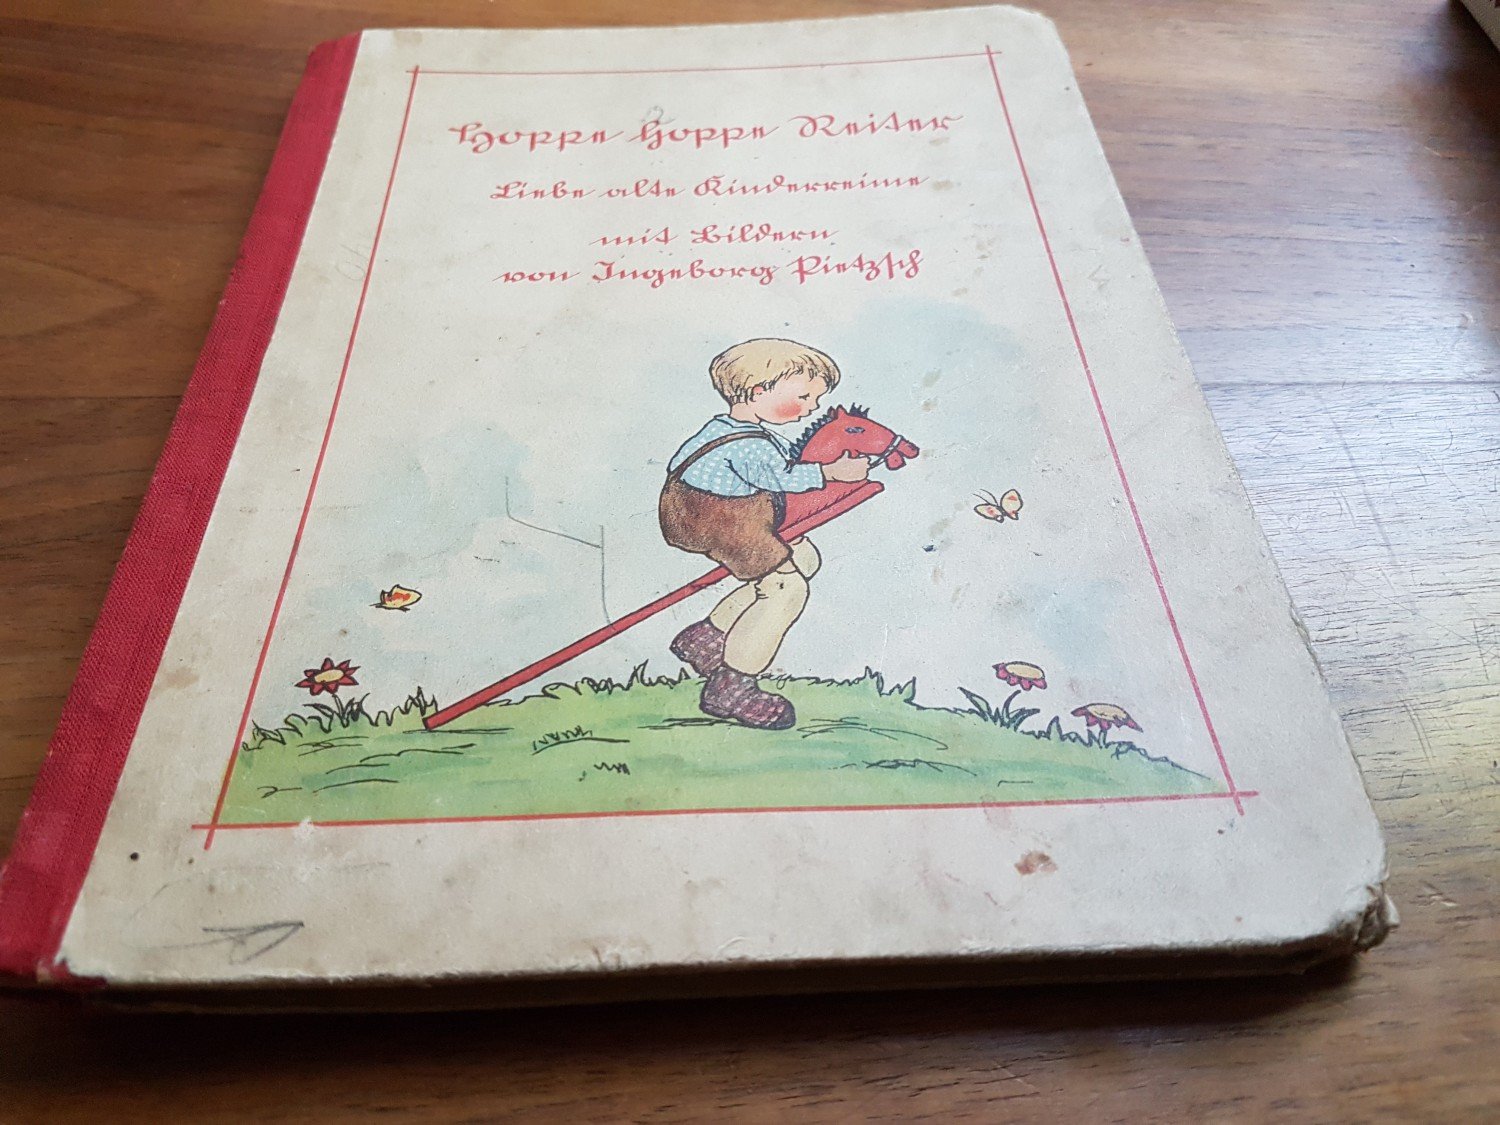 Hoppe hoppe Reiter
Liebe alte Kinderreime
mit Bildern
von Ingeborg Pietzsch